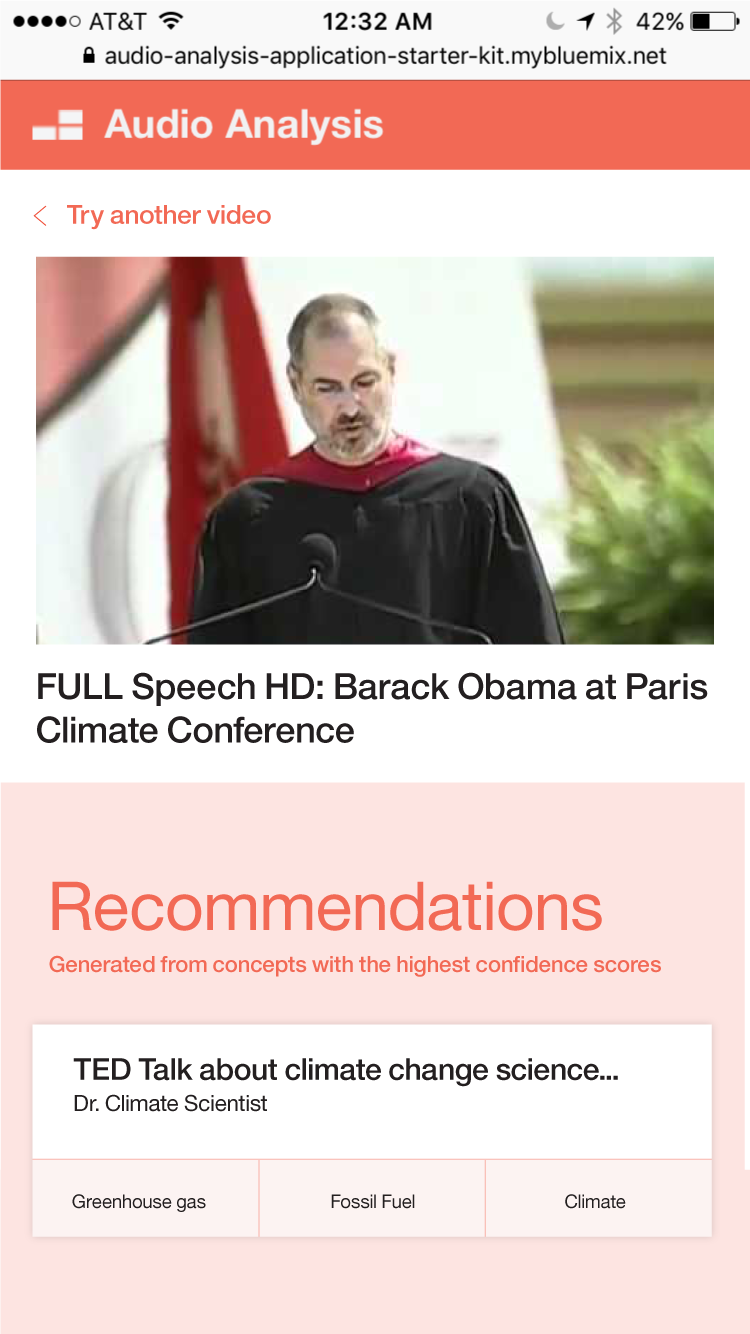 AT&T 12:32 AM 42%
audio-analysis-application-starter-kit.mybluemix.net
Audio Analysis
Try another video
FULL Speech HD: Barack Obama at Paris
Climate Conference
Recommendations
Generated from concepts with the highest confidence scores
TED Talk about climate change science...
Dr. Climate Scientist
Greenhouse gas Fossil Fuel Climate